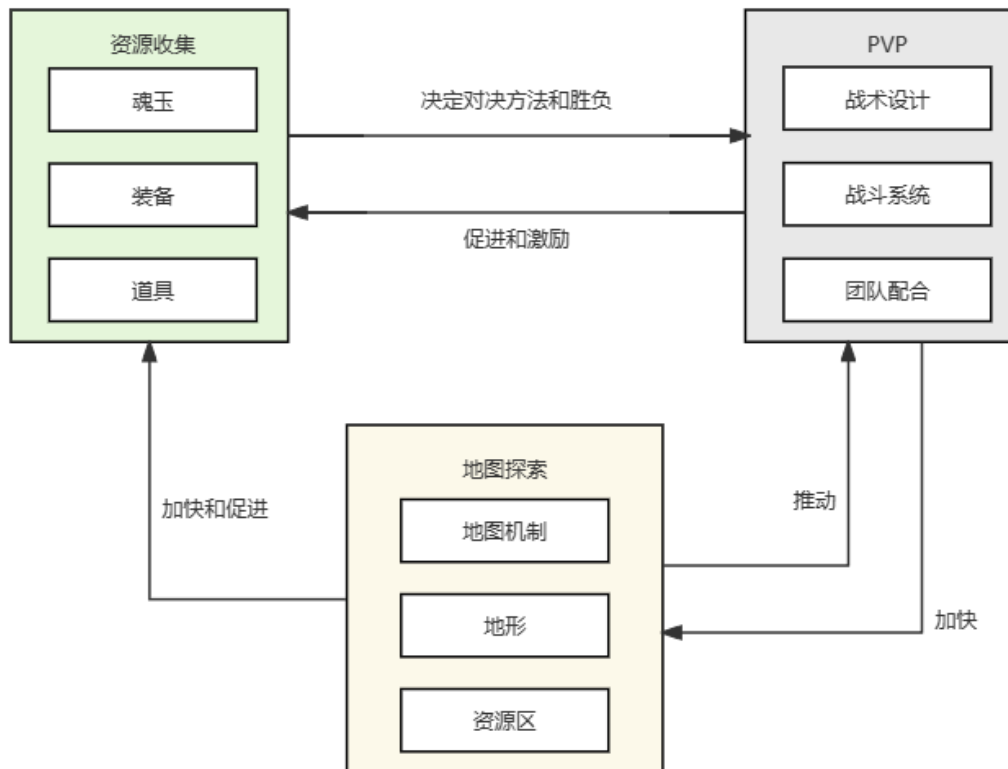 资源收集
魂玉
装备
道具
决定对决方法和胜负
促进和激励
PVP
战术设计
战斗系统
团队配合
加快和促进
地图探索
地图机制
地形
资源区
推动
加快